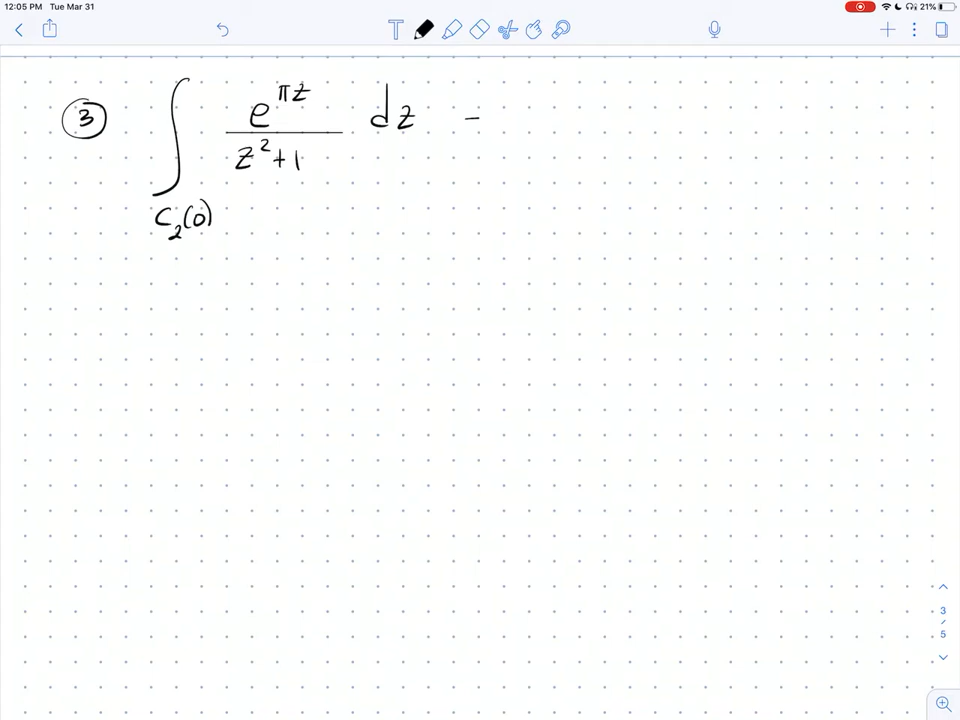 12:05 PM Tue Mar 31
21%
T
③ ∫_{C₂(0)} e^{πz} / (z²+1) dz –
3
/
5